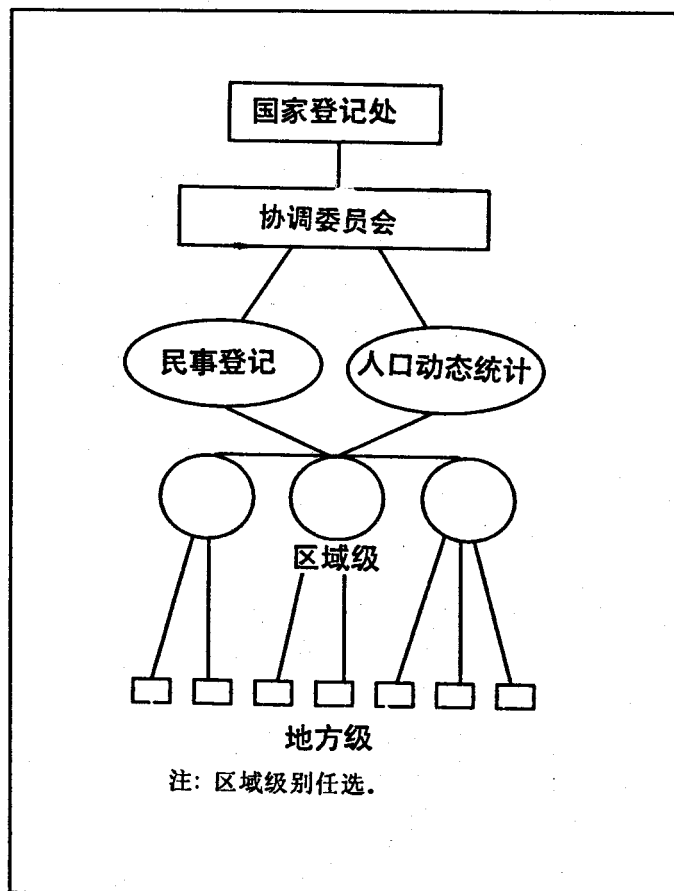 国家登记处
协调委员会
民事登记
人口动态统计
区域级
地方级
注: 区域级别任选.